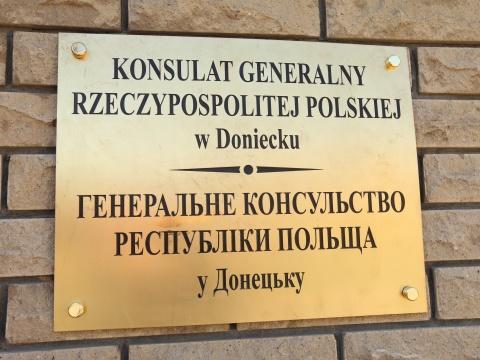 KONSULAT GENERALNY
RZECZYPOSPOLITEJ POLSKIEJ
w Doniecku
ГЕНЕРАЛЬНЕ КОНСУЛЬСТВО
РЕСПУБЛІКИ ПОЛЬЩА
у Донецьку